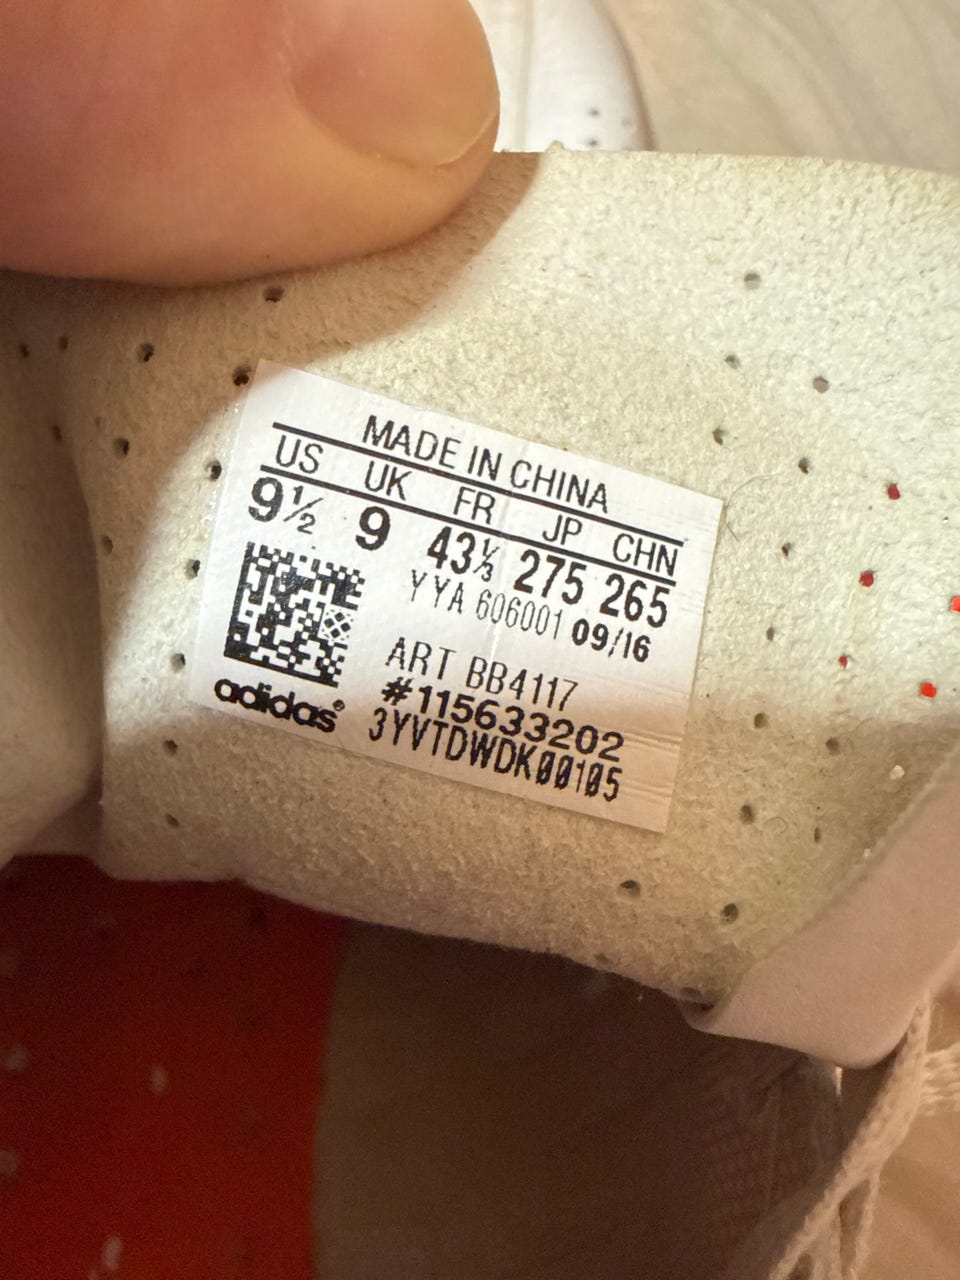 MADE IN CHINA
US UK FR JP CHN
9½ 9 43⅓ 275 265
YYA 606001 09/16
ART BB4117
#115633202
3YVTDWDK00105
adidas®